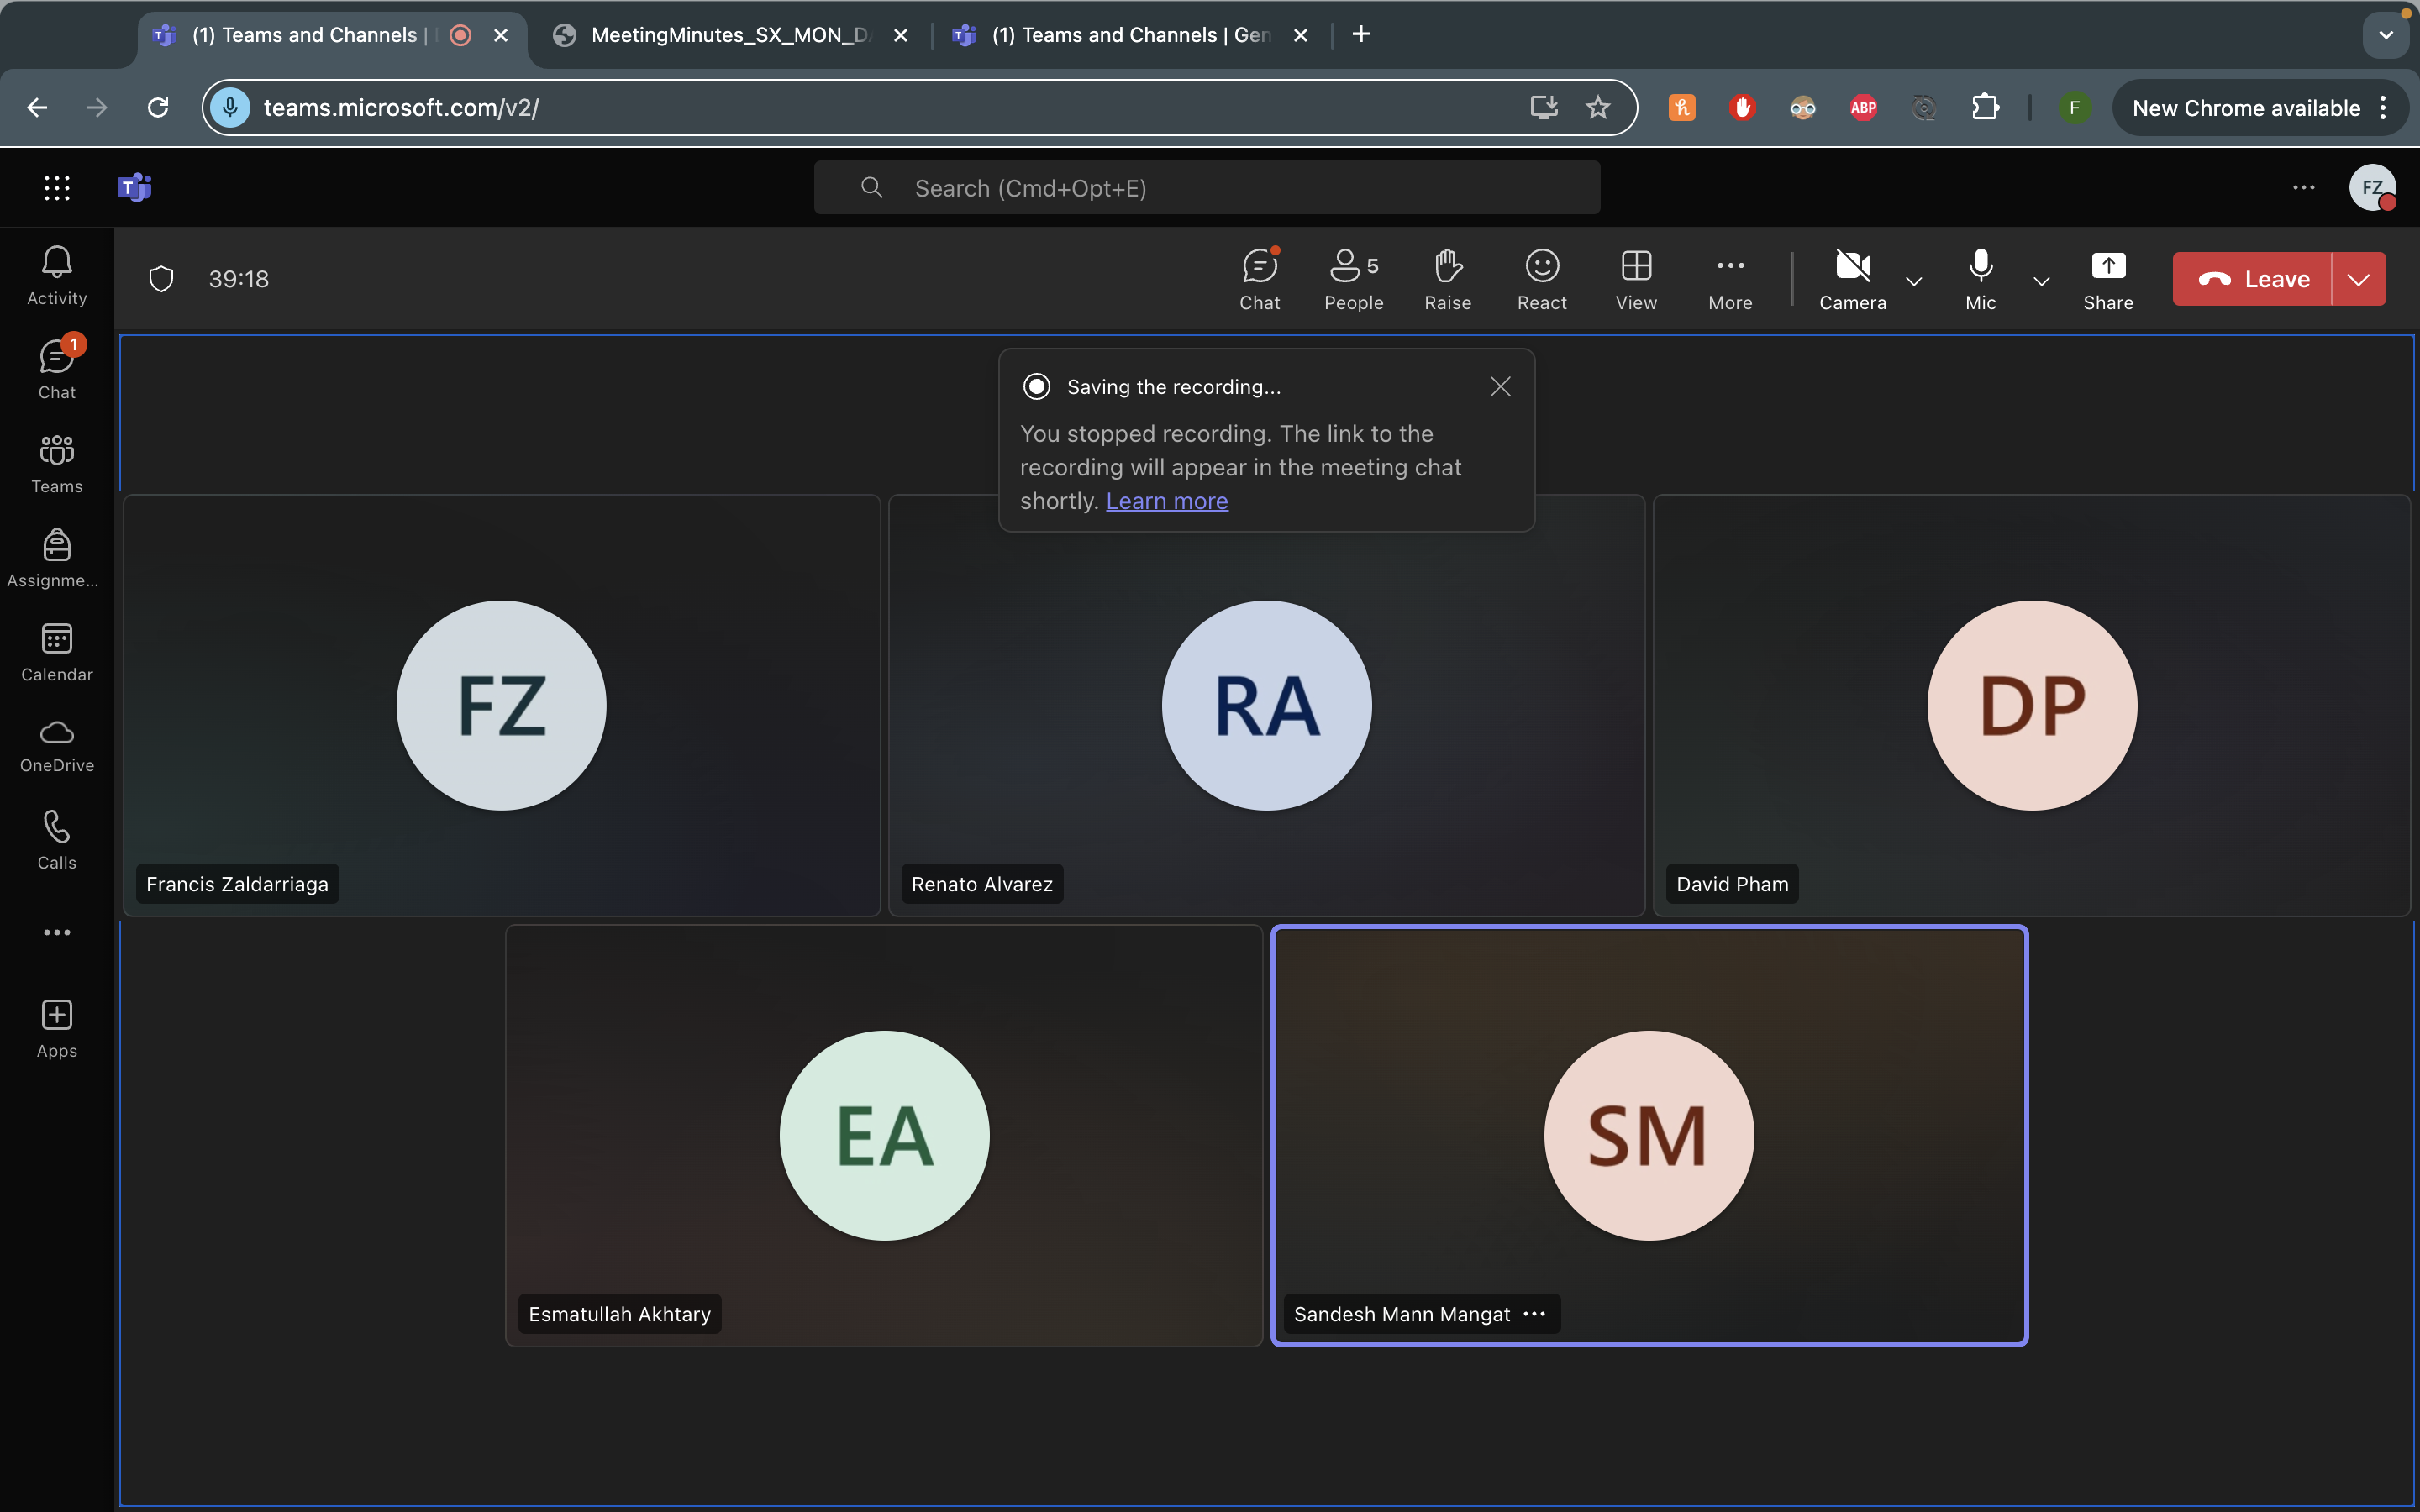 (1) Teams and Channels |
MeetingMinutes_SX_MON_D
(1) Teams and Channels | Gen
teams.microsoft.com/v2/
ABP
F
New Chrome available
T
Search (Cmd+Opt+E)
FZ
Activity
1
Chat
Teams
Assignme...
Calendar
OneDrive
Calls
Apps
39:18
Chat
People
5
Raise
React
View
More
Camera
Mic
Share
Leave
Saving the recording...
You stopped recording. The link to the
recording will appear in the meeting chat
shortly. Learn more
FZ
Francis Zaldarriaga
RA
Renato Alvarez
DP
David Pham
EA
Esmatullah Akhtary
SM
Sandesh Mann Mangat